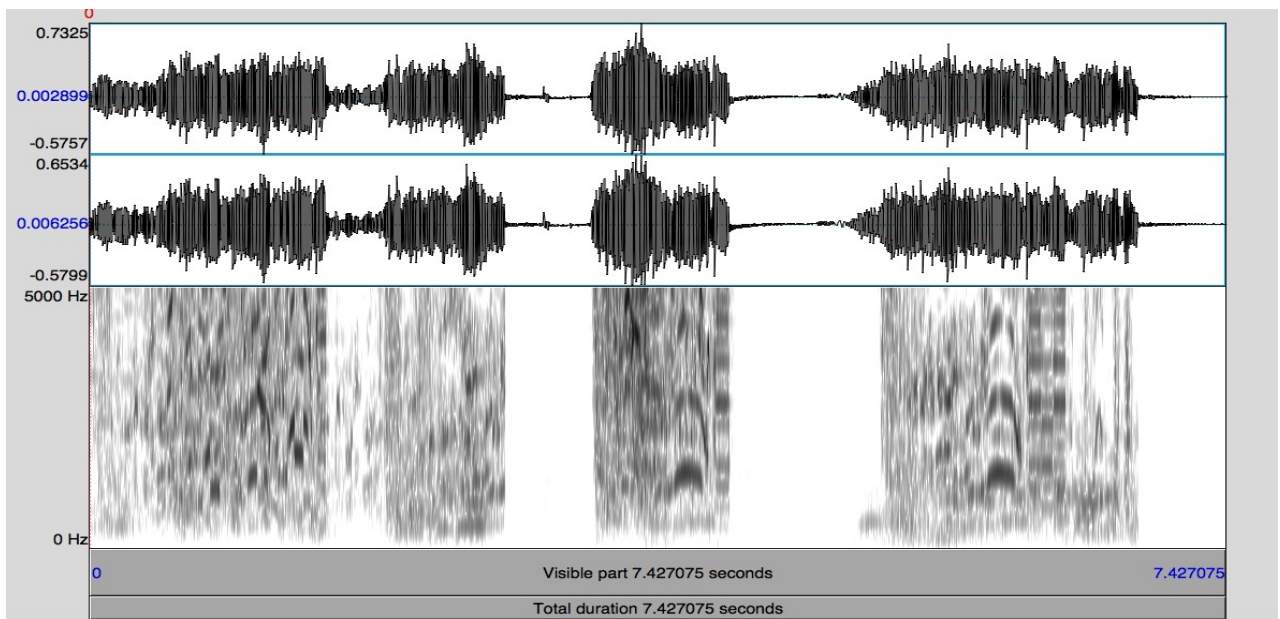 0
0.7325
0.002899
-0.5757
0.6534
0.006256
-0.5799
5000 Hz
0 Hz
0 Visible part 7.427075 seconds 7.427075
Total duration 7.427075 seconds